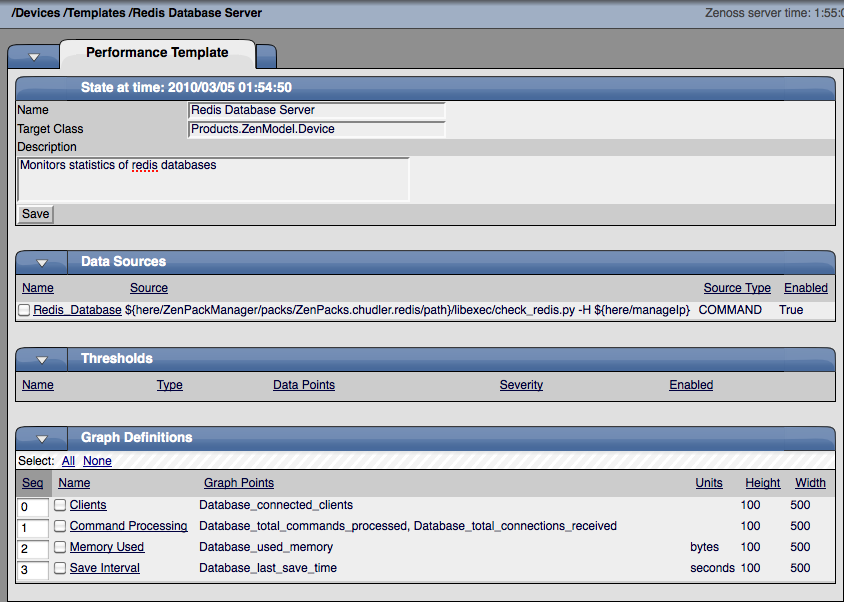 /Devices /Templates /Redis Database Server Zenoss server time: 1:55:
Performance Template
State at time: 2010/03/05 01:54:50
Name Redis Database Server
Target Class Products.ZenModel.Device
Description
Monitors statistics of redis databases
Save
Data Sources
Name Source Source Type Enabled
Redis_Database ${here/ZenPackManager/packs/ZenPacks.chudler.redis/path}/libexec/check_redis.py -H ${here/manageIp} COMMAND True
Thresholds
Name Type Data Points Severity Enabled
Graph Definitions
Select: All None
Seq Name Graph Points Units Height Width
0 Clients Database_connected_clients 100 500
1 Command Processing Database_total_commands_processed, Database_total_connections_received 100 500
2 Memory Used Database_used_memory bytes 100 500
3 Save Interval Database_last_save_time seconds 100 500